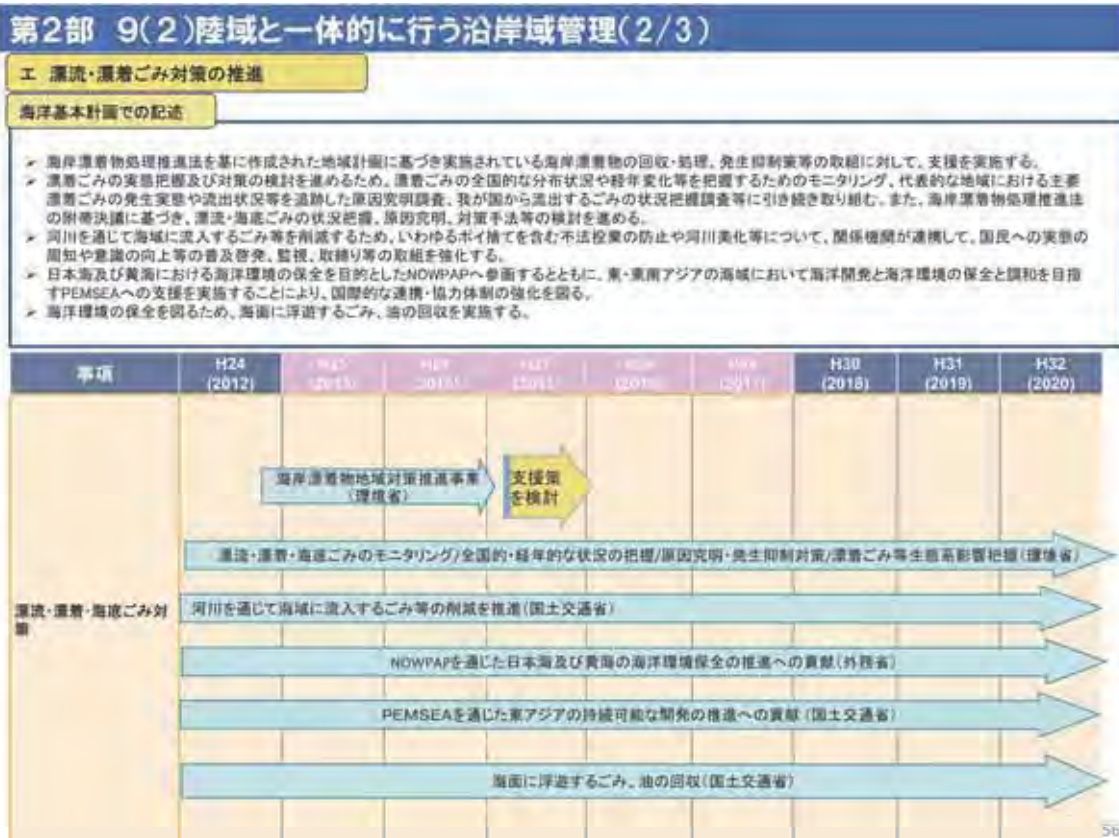 第2部 9(2)陸域と一体的に行う沿岸域管理(2/3)
エ 漂流・漂着ごみ対策の推進
海洋基本計画での記述
➢ 海岸漂着物処理推進法を基に作成された地域計画に基づき実施されている海岸漂着物の回収・処理、発生抑制策等の取組に対して、支援を実施する。
➢ 漂着ごみの実態把握及び対策の検討を進めるため、漂着ごみの全国的な分布状況や経年変化等を把握するためのモニタリング、代表的な地域における主要
漂着ごみの発生実態や流出状況等を追跡した原因究明調査、我が国から流出するごみの状況把握調査等に引き続き取り組む。また、海岸漂着物処理推進法
の附帯決議に基づき、漂流・海底ごみの状況把握、原因究明、対策手法等の検討を進める。
➢ 河川を通じて海域に流入するごみ等を削減するため、いわゆるポイ捨てを含む不法投棄の防止や河川美化等について、関係機関が連携して、国民への実態の
周知や意識の向上等の普及啓発、監視、取締り等の取組を強化する。
➢ 日本海及び黄海における海洋環境の保全を目的としたNOWPAPへ参画するとともに、東・東南アジアの海域において海洋開発と海洋環境の保全と調和を目指
すPEMSEAへの支援を実施することにより、国際的な連携・協力体制の強化を図る。
➢ 海洋環境の保全を図るため、海面に浮遊するごみ、油の回収を実施する。
事項 H24 H30 H31 H32
(2012) (2018) (2019) (2020)
海岸漂着物地域対策推進事業
(環境省)
支援策
を検討
漂流・漂着・海底ごみのモニタリング/全国的・経年的な状況の把握/原因究明・発生抑制対策/漂着ごみ等生態系影響把握(環境省)
漂流・漂着・海底ごみ対
策
河川を通じて海域に流入するごみ等の削減を推進(国土交通省)
NOWPAPを通じた日本海及び黄海の海洋環境保全の推進への貢献(外務省)
PEMSEAを通じた東アジアの持続可能な開発の推進への貢献(国土交通省)
海面に浮遊するごみ、油の回収(国土交通省)
56